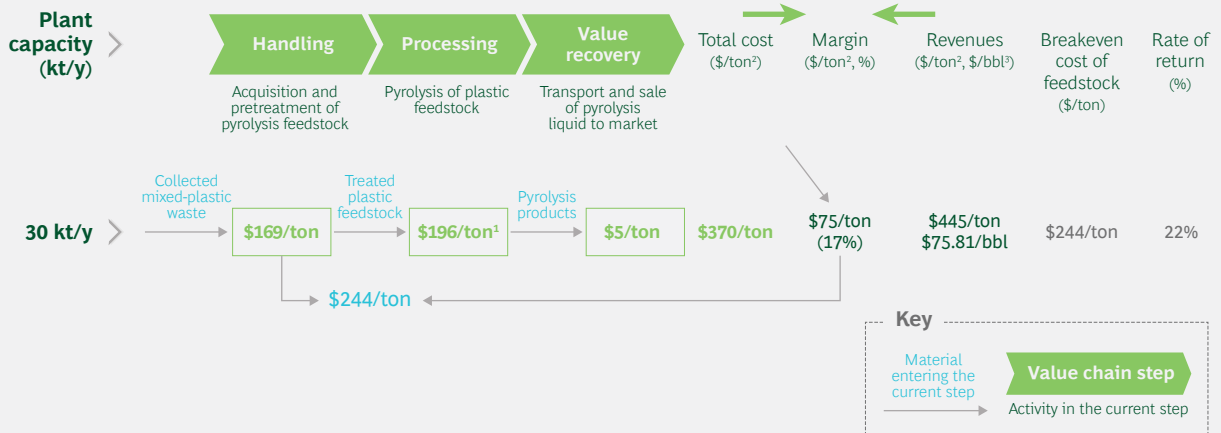 Plant
capacity
(kt/y)
Handling
Processing
Value
recovery
Total cost
($/ton²)
Margin
($/ton², %)
Revenues
($/ton², $/bbl³)
Breakeven
cost of
feedstock
($/ton)
Rate of
return
(%)
Acquisition and
pretreatment of
pyrolysis feedstock
Pyrolysis of plastic
feedstock
Transport and sale
of pyrolysis
liquid to market
30 kt/y
Collected
mixed-plastic
waste
$169/ton
Treated
plastic
feedstock
$196/ton¹
Pyrolysis
products
$5/ton
$370/ton
$75/ton
(17%)
$445/ton
$75.81/bbl
$244/ton
22%
$244/ton
Key
Material
entering the
current step
Value chain step
Activity in the current step